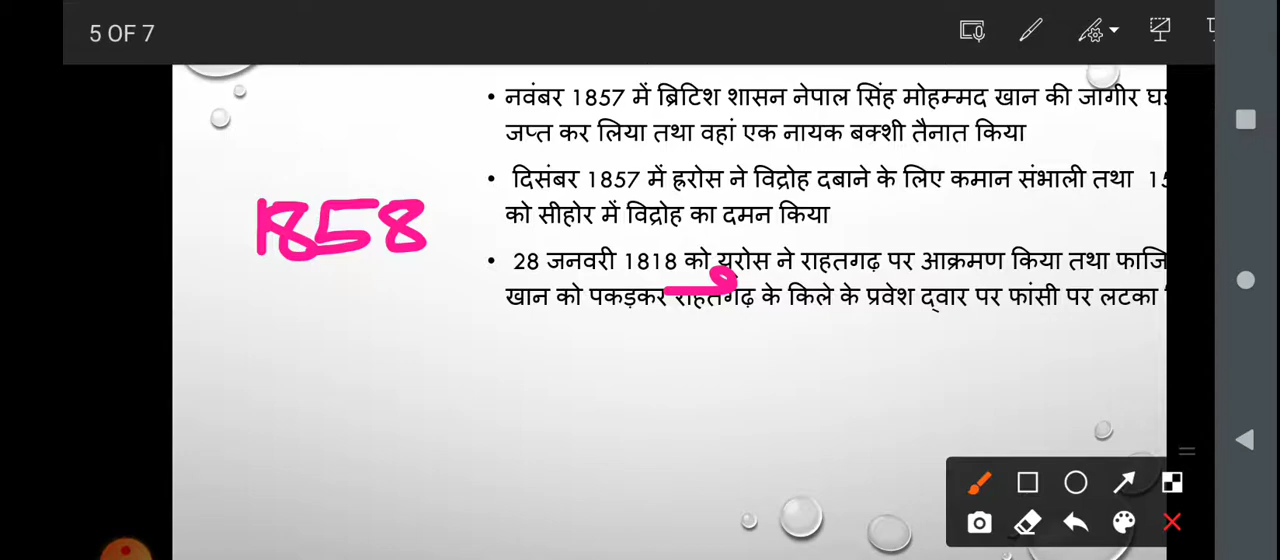 5 OF 7
नवंबर 1857 में ब्रिटिश शासन नेपाल सिंह मोहम्मद खान की जागीर
जप्त कर लिया तथा वहां एक नायक बक्शी तैनात किया
दिसंबर 1857 में ह्ररोस ने विद्रोह दबाने के लिए कमान संभाली तथा
को सीहोर में विद्रोह का दमन किया
1858
28 जनवरी 1818 को यूरोस ने राहतगढ़ पर आक्रमण किया तथा
खान को पकड़कर राहतगढ़ के किले के प्रवेश द्वार पर फांसी पर लटका